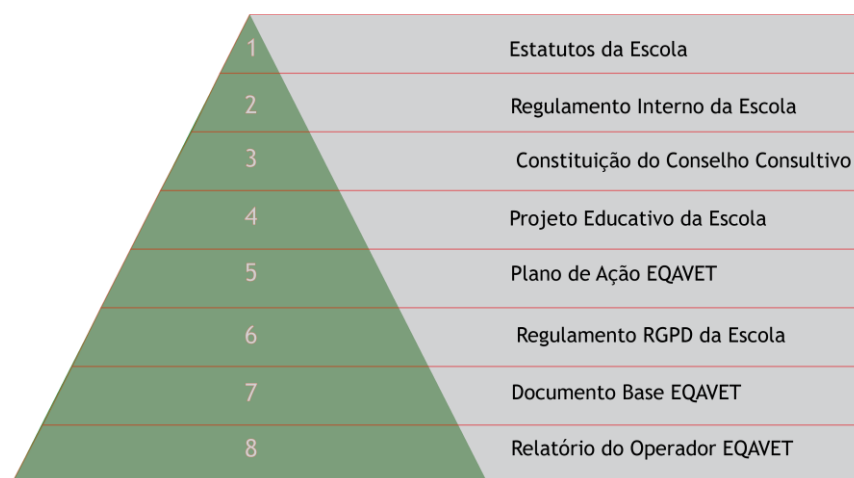 1 Estatutos da Escola
2 Regulamento Interno da Escola
3 Constituição do Conselho Consultivo
4 Projeto Educativo da Escola
5 Plano de Ação EQAVET
6 Regulamento RGPD da Escola
7 Documento Base EQAVET
8 Relatório do Operador EQAVET